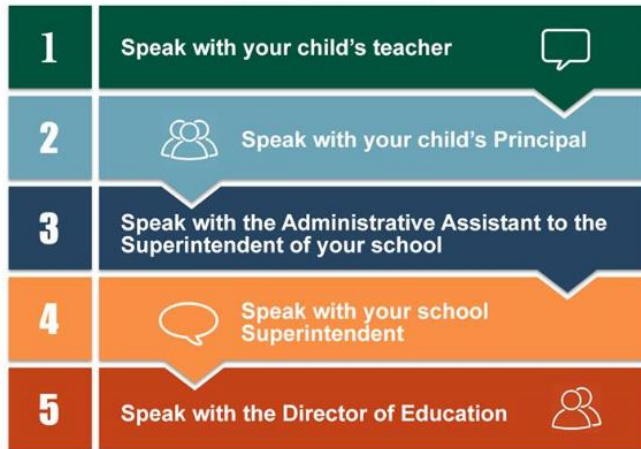 1
Speak with your child's teacher
2
Speak with your child's Principal
3
Speak with the Administrative Assistant to the
Superintendent of your school
4
Speak with your school
Superintendent
5
Speak with the Director of Education